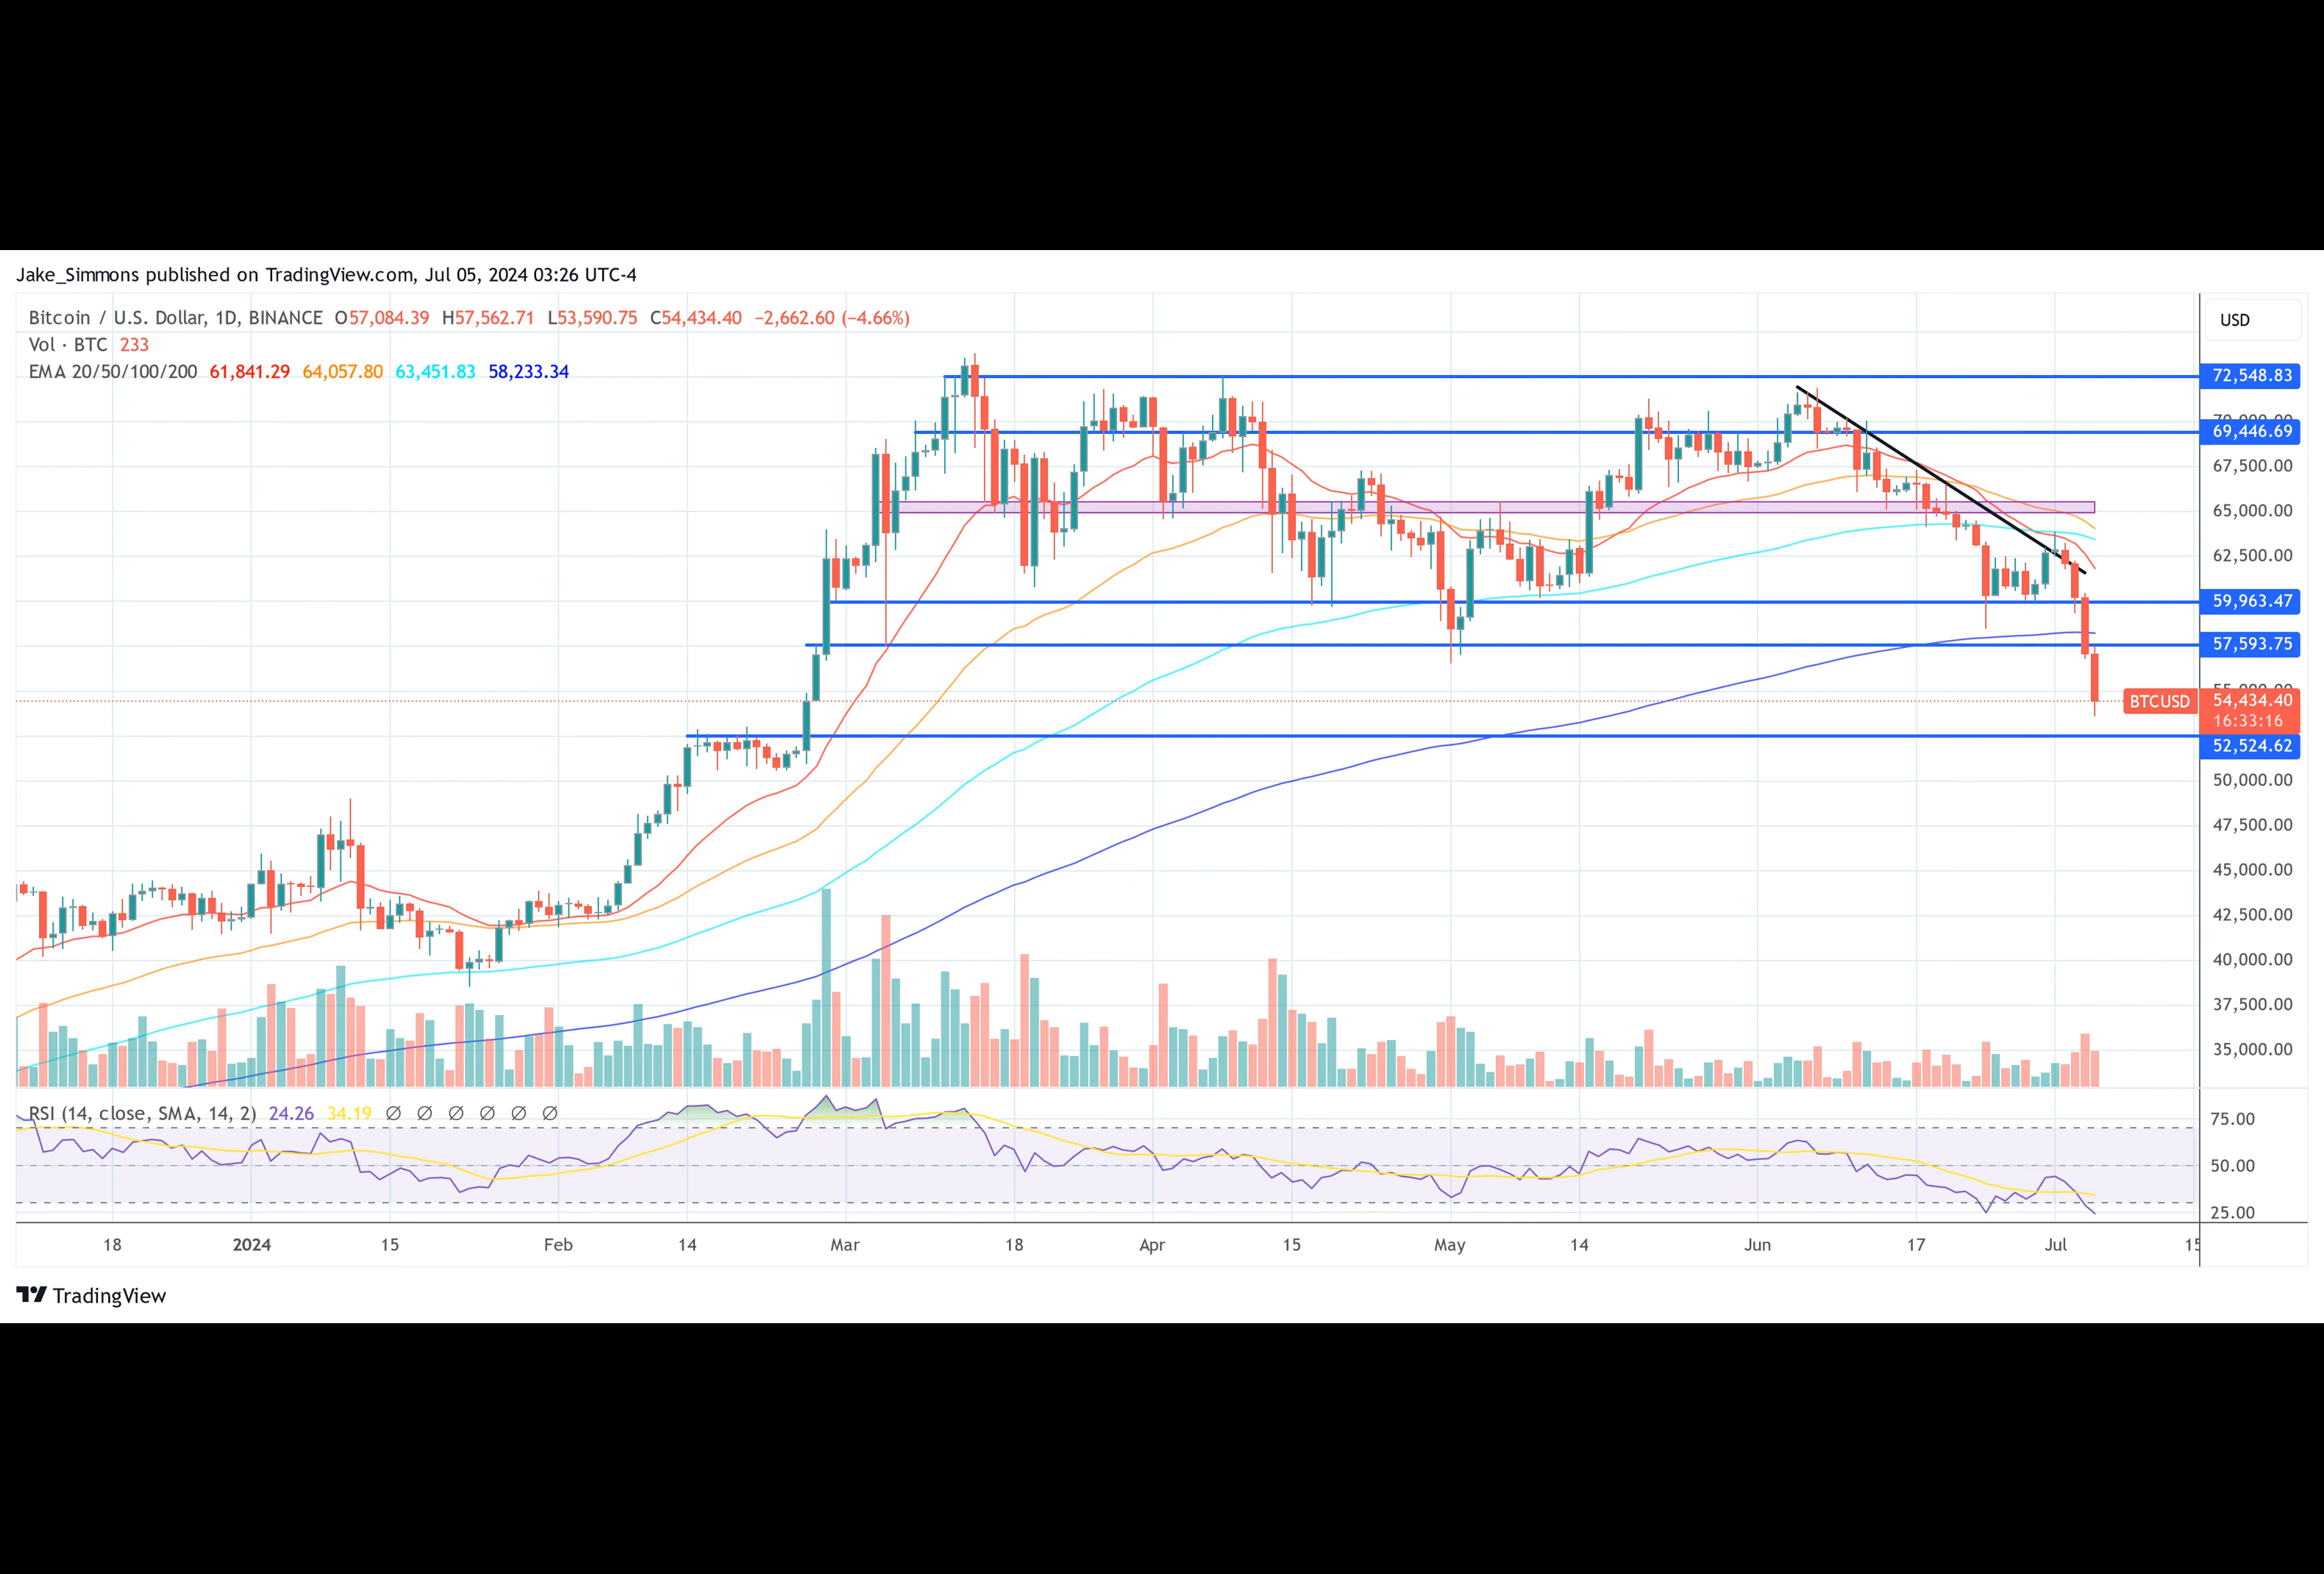 Jake_Simmons published on TradingView.com, Jul 05, 2024 03:26 UTC-4
Bitcoin / U.S. Dollar, 1D, BINANCE O57,084.39 H57,562.71 L53,590.75 C54,434.40 −2,662.60 (−4.66%)
USD
Vol · BTC 233
EMA 20/50/100/200 61,841.29 64,057.80 63,451.83 58,233.34
72,548.83
70,000.00
69,446.69
67,500.00
65,000.00
62,500.00
59,963.47
57,593.75
55,000.00
BTCUSD 54,434.40
16:33:16
52,524.62
50,000.00
47,500.00
45,000.00
42,500.00
40,000.00
37,500.00
35,000.00
RSI (14, close, SMA, 14, 2) 24.26 34.19 ∅ ∅ ∅ ∅ ∅ ∅
75.00
50.00
25.00
18 2024 15 Feb 14 Mar 18 Apr 15 May 14 Jun 17 Jul 15
TradingView